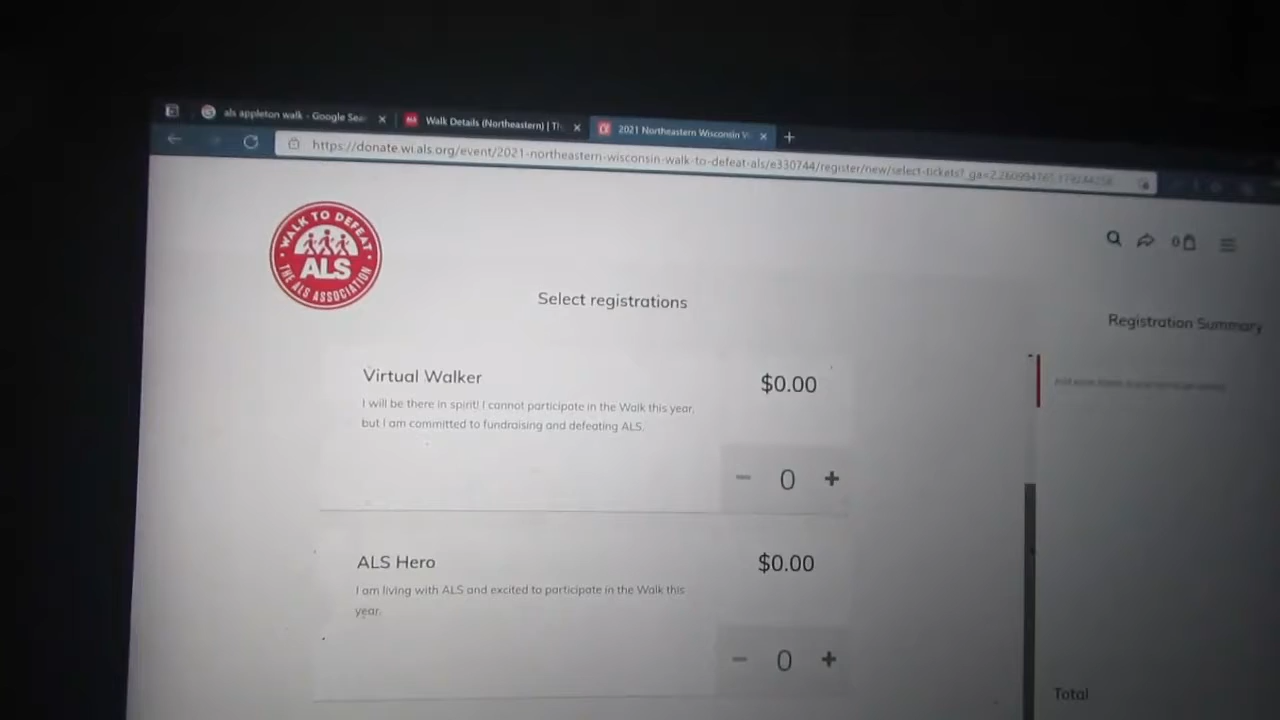 als appleton walk - Google Sea
Walk Details (Northeastern) | Th
2021 Northeastern Wisconsin W
https://donate.wi.als.org/event/2021-northeastern-wisconsin-walk-to-defeat-als/e330744/register/new/select-tickets?_ga=2.260994765
WALK TO DEFEAT
ALS
THE ALS ASSOCIATION
0
Select registrations
Registration Summary
Virtual Walker
$0.00
I will be there in spirit! I cannot participate in the Walk this year,
but I am committed to fundraising and defeating ALS.
− 0 +
ALS Hero
$0.00
I am living with ALS and excited to participate in the Walk this
year.
− 0 +
Total